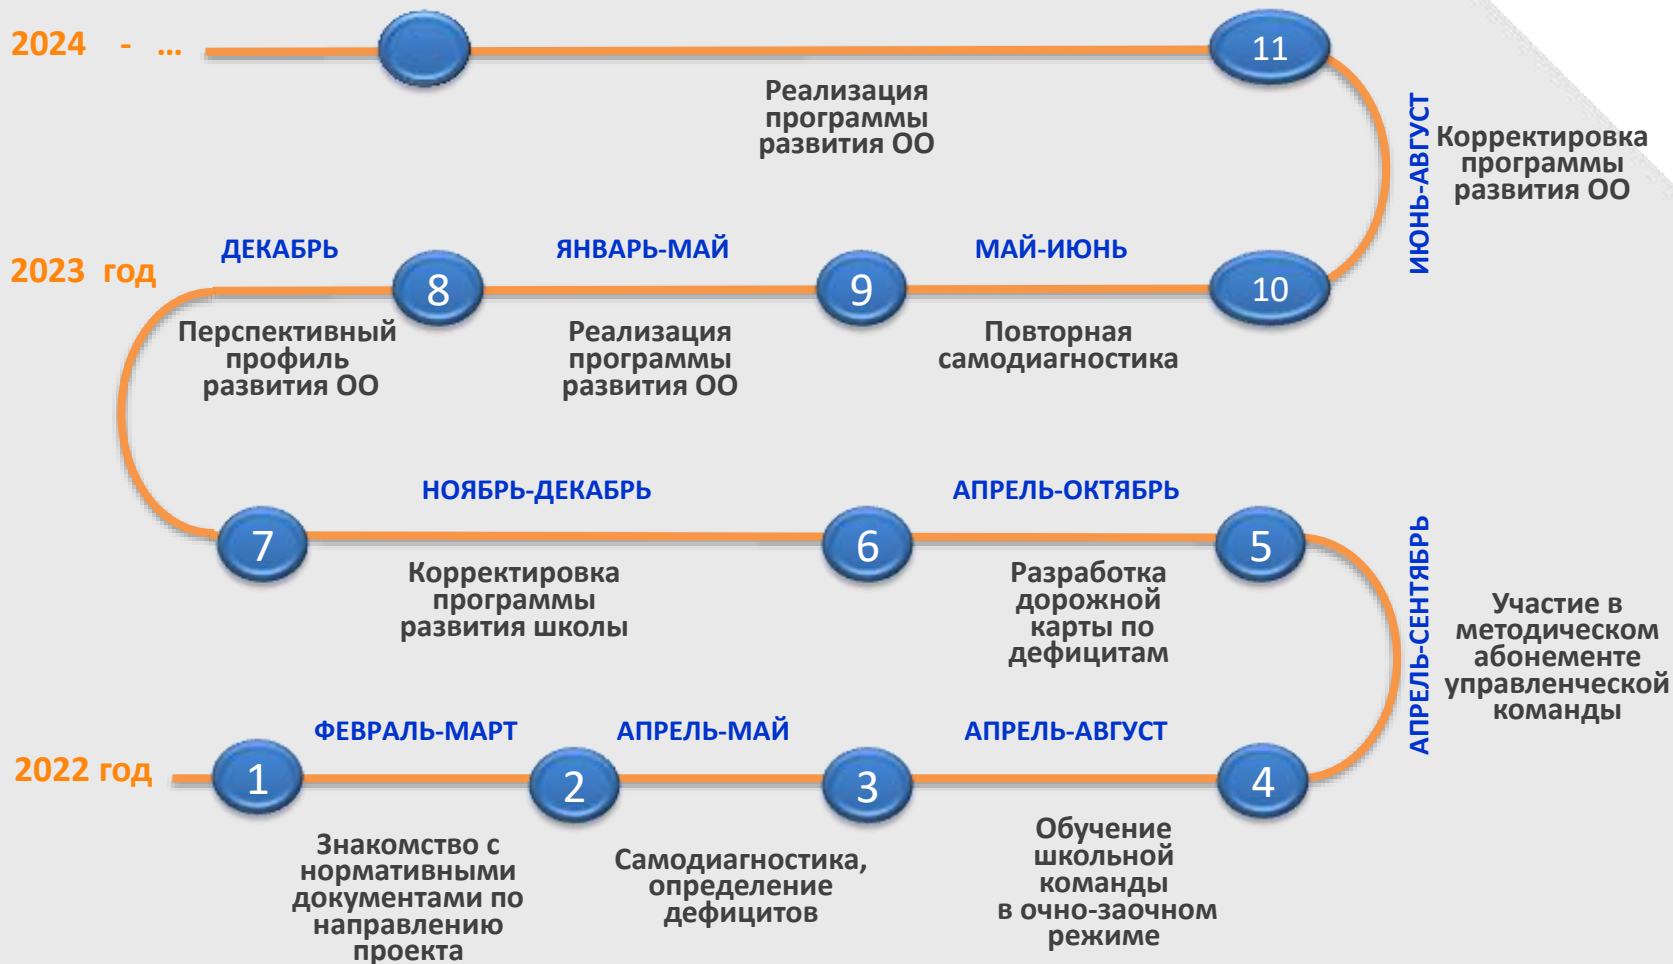 2024 - ...
11
Реализация
программы
развития ОО
ИЮНЬ-АВГУСТ
Корректировка
программы
развития ОО
2023 год
ДЕКАБРЬ
ЯНВАРЬ-МАЙ
МАЙ-ИЮНЬ
8
9
10
Перспективный
профиль
развития ОО
Реализация
программы
развития ОО
Повторная
самодиагностика
НОЯБРЬ-ДЕКАБРЬ
АПРЕЛЬ-ОКТЯБРЬ
7
6
5
Корректировка
программы
развития школы
Разработка
дорожной
карты по
дефицитам
АПРЕЛЬ-СЕНТЯБРЬ
Участие в
методическом
абонементе
управленческой
команды
2022 год
ФЕВРАЛЬ-МАРТ
АПРЕЛЬ-МАЙ
АПРЕЛЬ-АВГУСТ
1
2
3
4
Знакомство с
нормативными
документами по
направлению
проекта
Самодиагностика,
определение
дефицитов
Обучение
школьной
команды
в очно-заочном
режиме